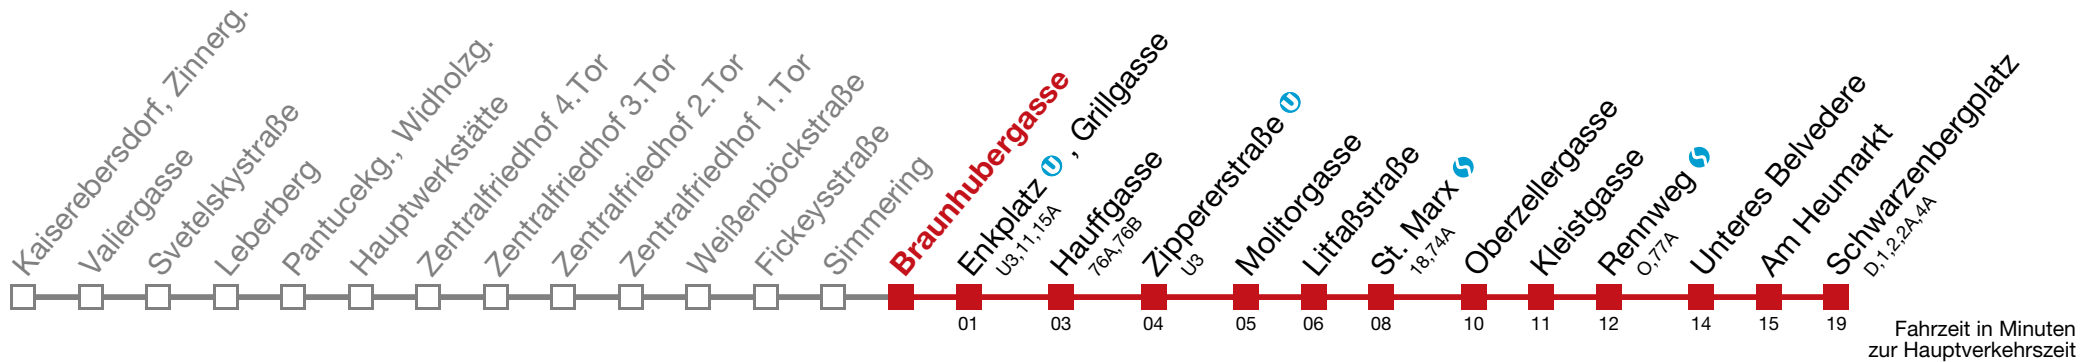 Kaiserebersdorf, Zinnerg.
Valiergasse
Svetelskystraße
Leberberg
Pantucekg., Widholzg.
Hauptwerkstätte
Zentralfriedhof 4.Tor
Zentralfriedhof 3.Tor
Zentralfriedhof 2.Tor
Zentralfriedhof 1.Tor
Weißenböckstraße
Fickeysstraße
Simmering
Braunhubergasse
Enkplatz U , Grillgasse
U3,11,15A
Hauffgasse
76A,76B
Zippererstraße U
U3
Molitorgasse
Litfaßstraße
St. Marx S
18,74A
Oberzellergasse
Kleistgasse
Rennweg S
O,77A
Unteres Belvedere
Am Heumarkt
Schwarzenbergplatz
D,1,2,2A,4A
01 03 04 05 06 08 10 11 12 14 15 19
Fahrzeit in Minuten
zur Hauptverkehrszeit